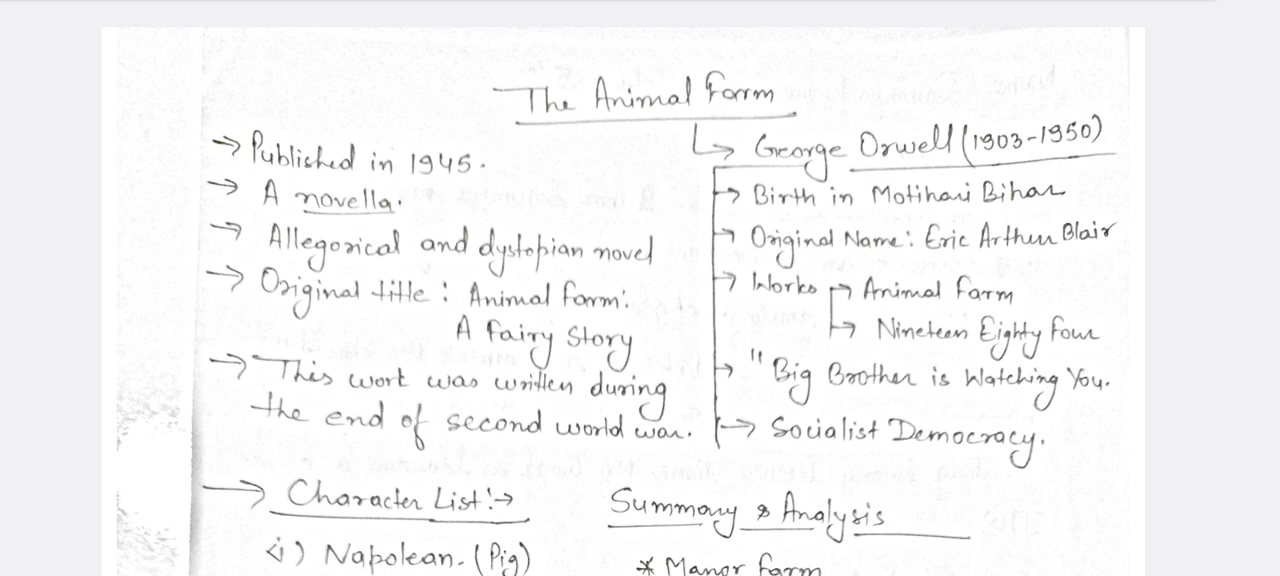 The Animal Farm
→ Published in 1945.
→ A novella.
→ Allegorical and dystopian novel
→ Original title : Animal farm :
A Fairy Story
→ This work was written during
the end of second world war.
↳ George Orwell (1903-1950)
→ Birth in Motihari Bihar
→ Original Name : Eric Arthur Blair
→ Works → Animal Farm
→ Nineteen Eighty Four
→ "Big Brother is Watching You.
→ Socialist Democracy.
→ Character List :→
(i) Napolean. (Pig)
Summary & Analysis
* Manor farm